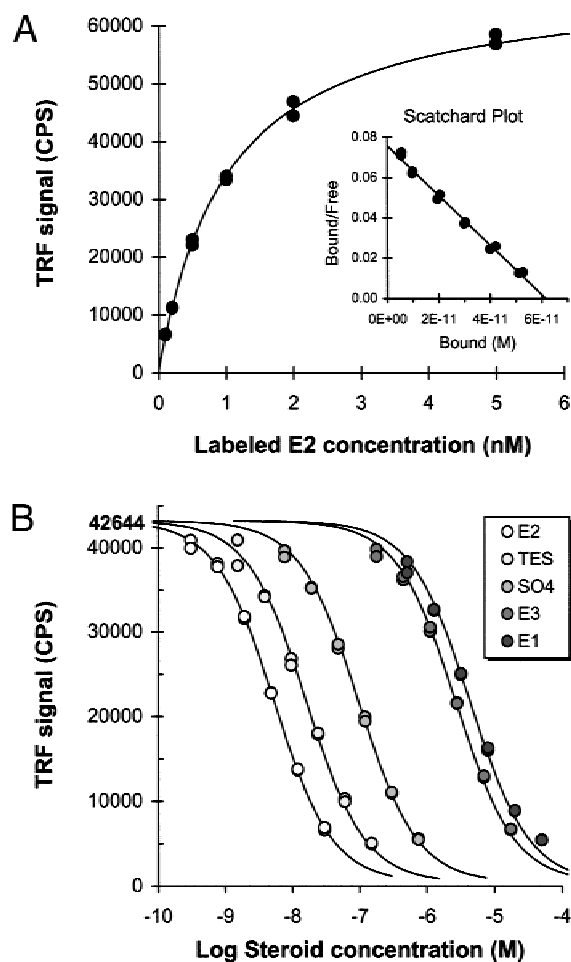 A
60000
50000
40000
30000
20000
10000
0
TRF signal (CPS)
Scatchard Plot
0.08
0.06
0.04
0.02
0.00
Bound/Free
0E+00 2E-11 4E-11 6E-11
Bound (M)
0 1 2 3 4 5 6
Labeled E2 concentration (nM)
B
42644
40000
30000
20000
10000
0
TRF signal (CPS)
E2
TES
SO4
E3
E1
-10 -9 -8 -7 -6 -5 -4
Log Steroid concentration (M)